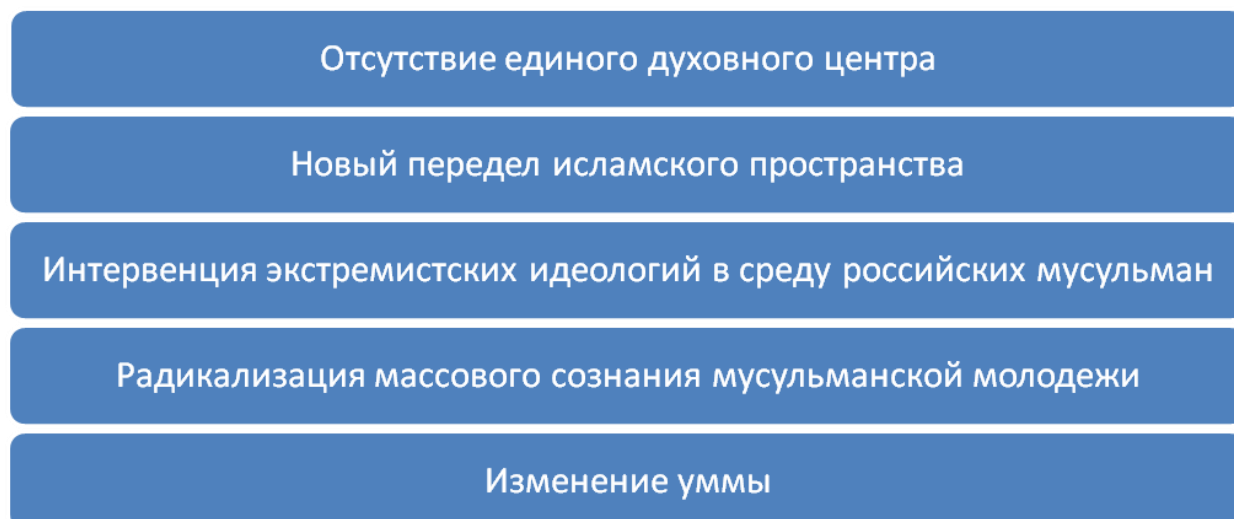 Отсутствие единого духовного центра
Новый передел исламского пространства
Интервенция экстремистских идеологий в среду российских мусульман
Радикализация массового сознания мусульманской молодежи
Изменение уммы